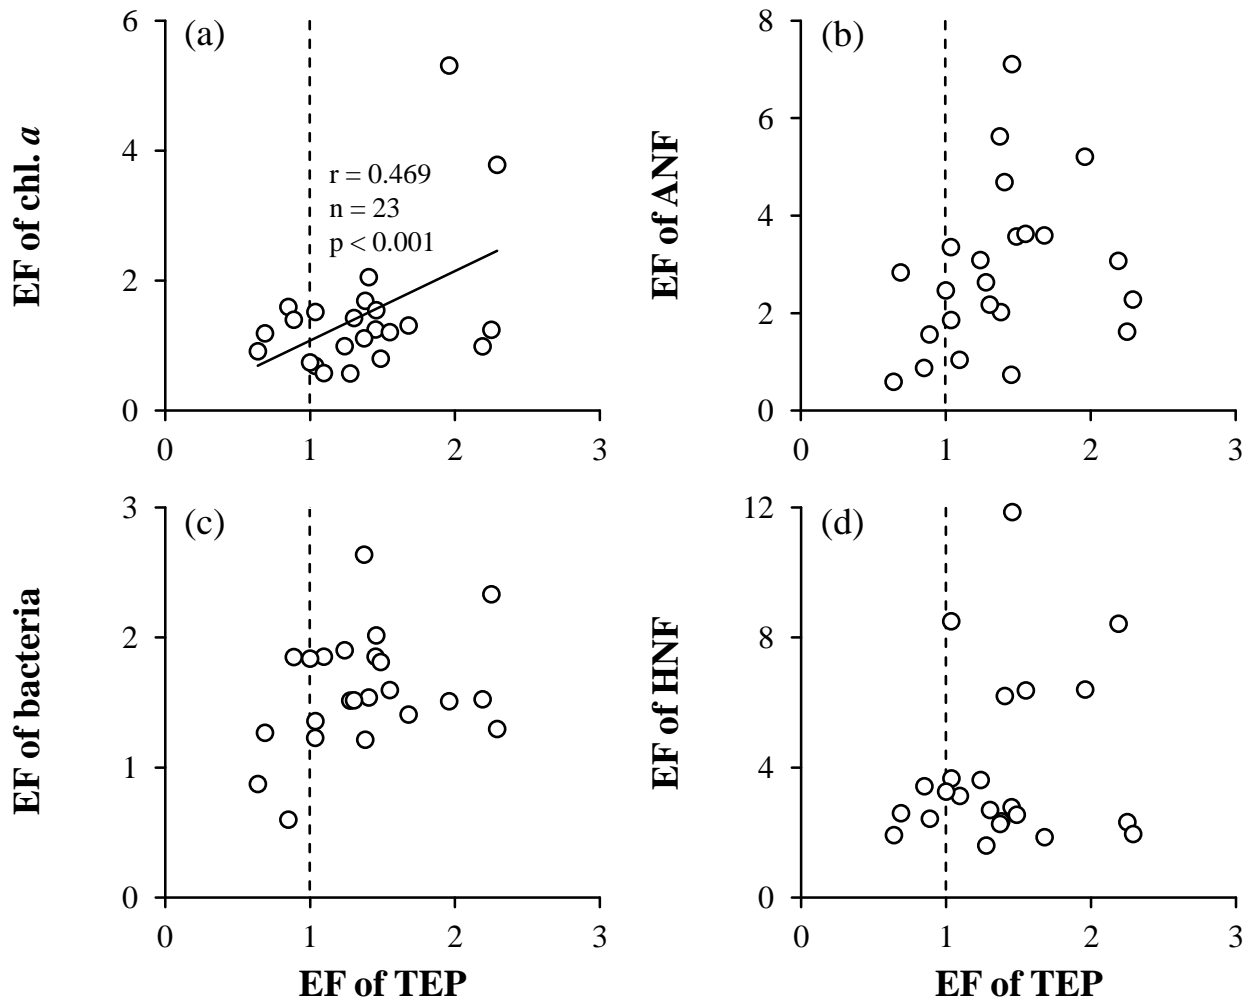 (a)
EF of chl. a
6
4
2
0
r = 0.469
n = 23
p < 0.001
0 1 2 3
(b)
EF of ANF
8
6
4
2
0
0 1 2 3
(c)
EF of bacteria
3
2
1
0
0 1 2 3
EF of TEP
(d)
EF of HNF
12
8
4
0
0 1 2 3
EF of TEP